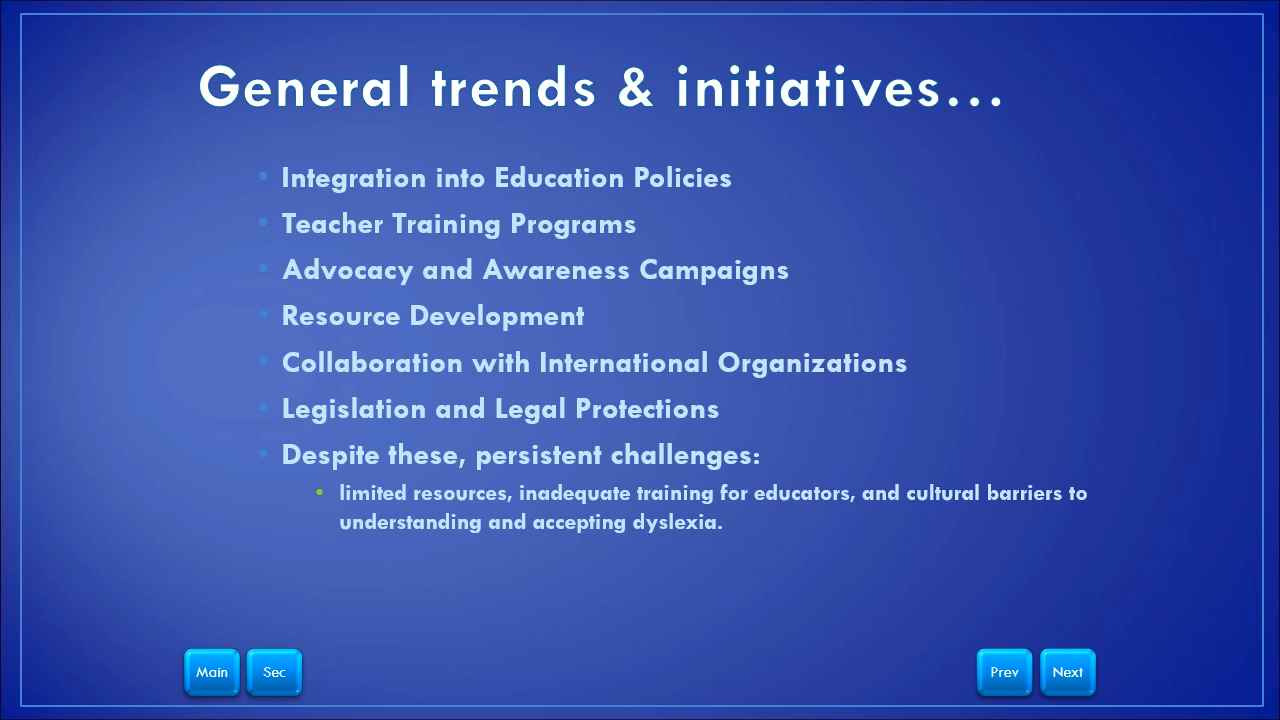 General trends & initiatives…
• Integration into Education Policies
• Teacher Training Programs
• Advocacy and Awareness Campaigns
• Resource Development
• Collaboration with International Organizations
• Legislation and Legal Protections
• Despite these, persistent challenges:
• limited resources, inadequate training for educators, and cultural barriers to
understanding and accepting dyslexia.
Main Sec Prev Next